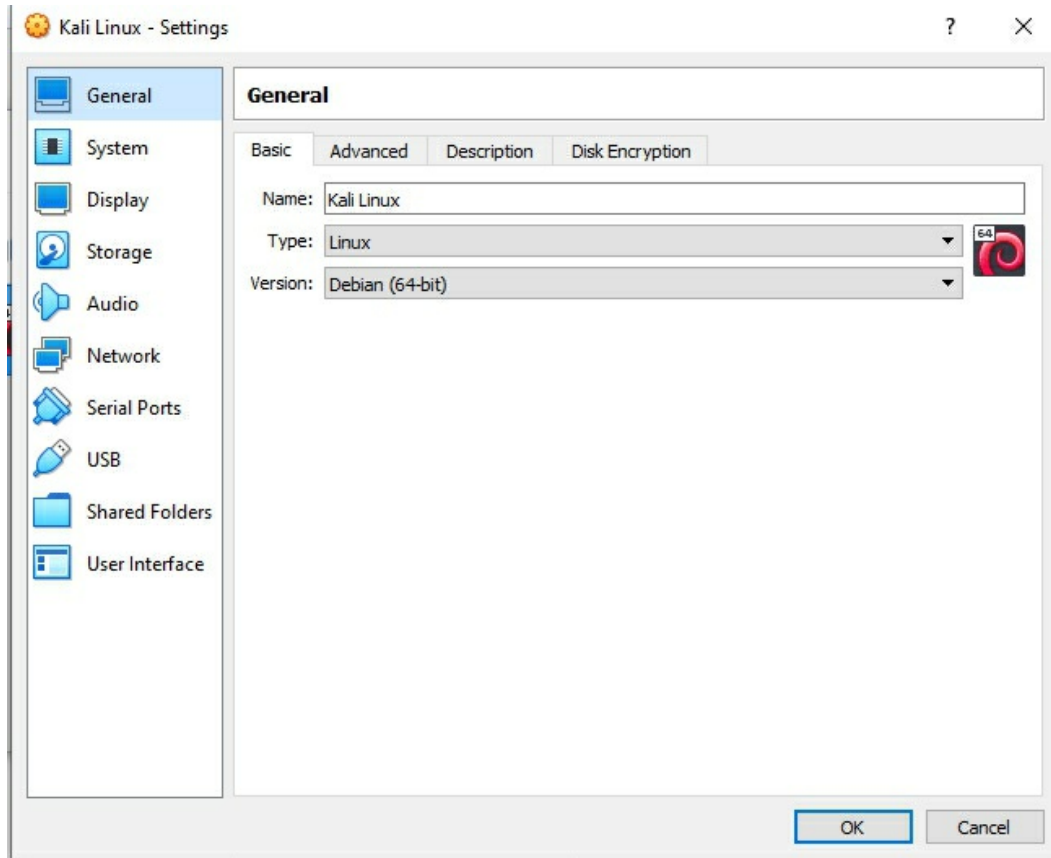 Kali Linux - Settings
?
General
System
Display
Storage
Audio
Network
Serial Ports
USB
Shared Folders
User Interface
General
Basic Advanced Description Disk Encryption
Name: Kali Linux
Type: Linux
64
Version: Debian (64-bit)
OK Cancel